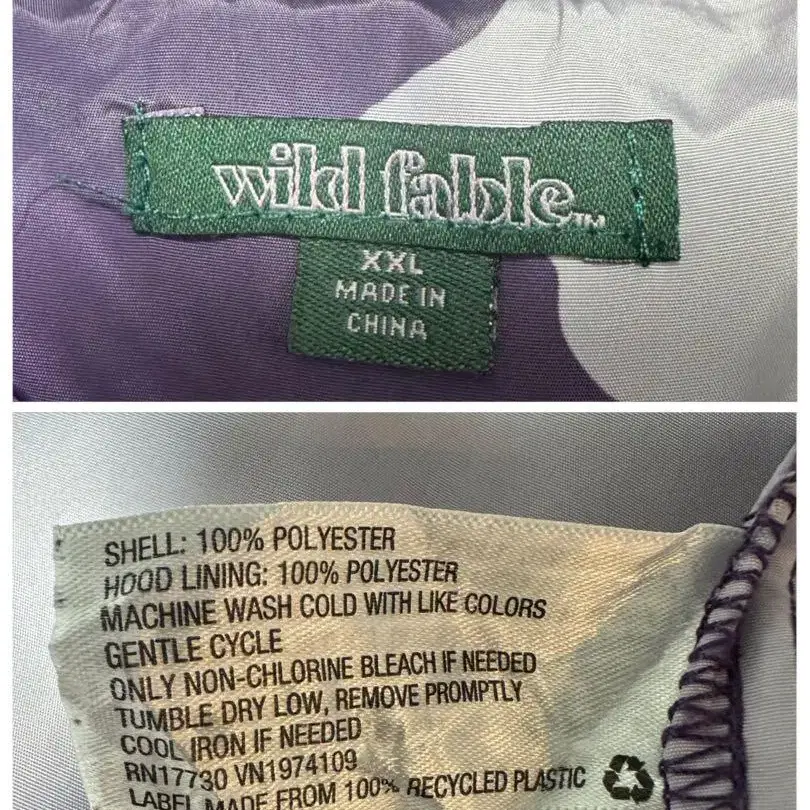 wild fable™
XXL
MADE IN
CHINA
SHELL: 100% POLYESTER
HOOD LINING: 100% POLYESTER
MACHINE WASH COLD WITH LIKE COLORS
GENTLE CYCLE
ONLY NON-CHLORINE BLEACH IF NEEDED
TUMBLE DRY LOW, REMOVE PROMPTLY
COOL IRON IF NEEDED
RN17730 VN1974109
LABEL MADE FROM 100% RECYCLED PLASTIC